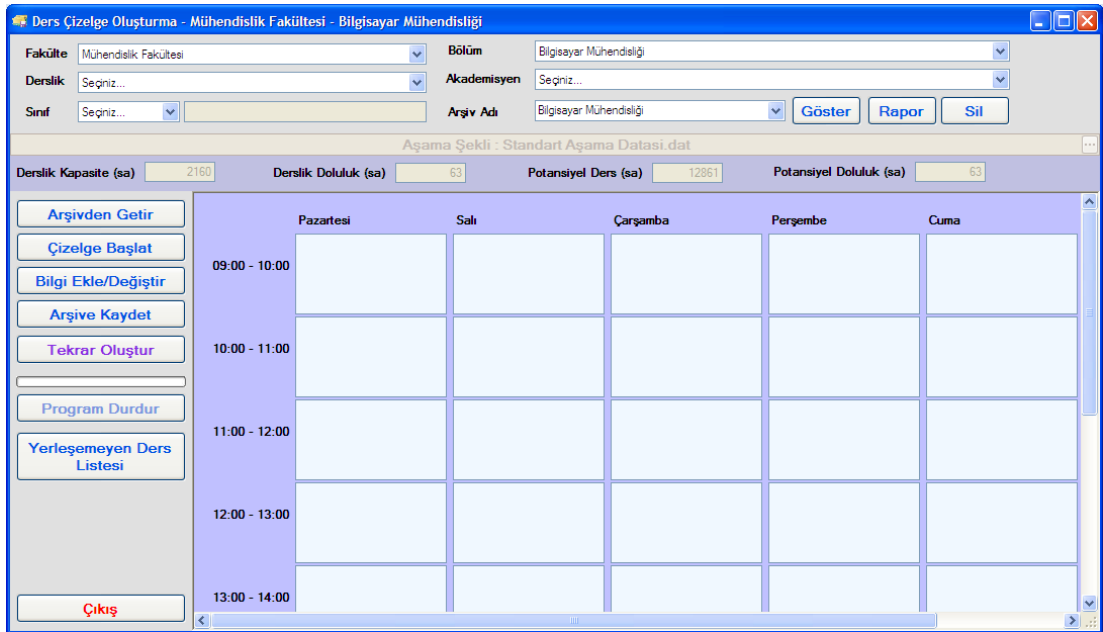 Ders Çizelge Oluşturma - Mühendislik Fakültesi - Bilgisayar Mühendisliği
Fakülte Mühendislik Fakültesi Bölüm Bilgisayar Mühendisliği
Derslik Seçiniz... Akademisyen Seçiniz...
Sınıf Seçiniz... Arşiv Adı Bilgisayar Mühendisliği Göster Rapor Sil
Aşama Şekli : Standart Aşama Datasi.dat ...
Derslik Kapasite (sa) 2160 Derslik Doluluk (sa) 63 Potansiyel Ders (sa) 12861 Potansiyel Doluluk (sa) 63
Arşivden Getir
Çizelge Başlat
Bilgi Ekle/Değiştir
Arşive Kaydet
Tekrar Oluştur
Program Durdur
Yerleşemeyen Ders
Listesi
Çıkış
Pazartesi Salı Çarşamba Perşembe Cuma
09:00 - 10:00
10:00 - 11:00
11:00 - 12:00
12:00 - 13:00
13:00 - 14:00